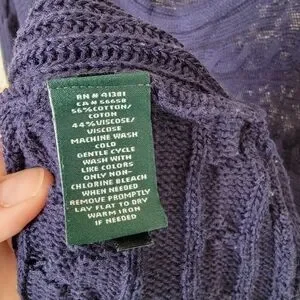 RN # 41381
CA # 56658
56% COTTON/
COTON
44% VISCOSE/
VISCOSE
MACHINE WASH
COLD
GENTLE CYCLE
WASH WITH
LIKE COLORS
ONLY NON-
CHLORINE BLEACH
WHEN NEEDED
REMOVE PROMPTLY
LAY FLAT TO DRY
WARM IRON
IF NEEDED